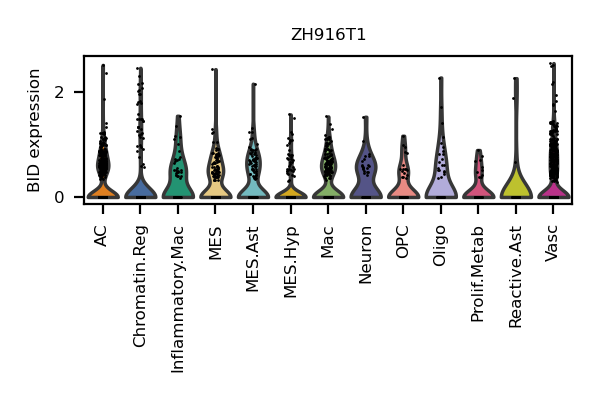 ZH916T1
BID expression
2
0
AC
Chromatin.Reg
Inflammatory.Mac
MES
MES.Ast
MES.Hyp
Mac
Neuron
OPC
Oligo
Prolif.Metab
Reactive.Ast
Vasc